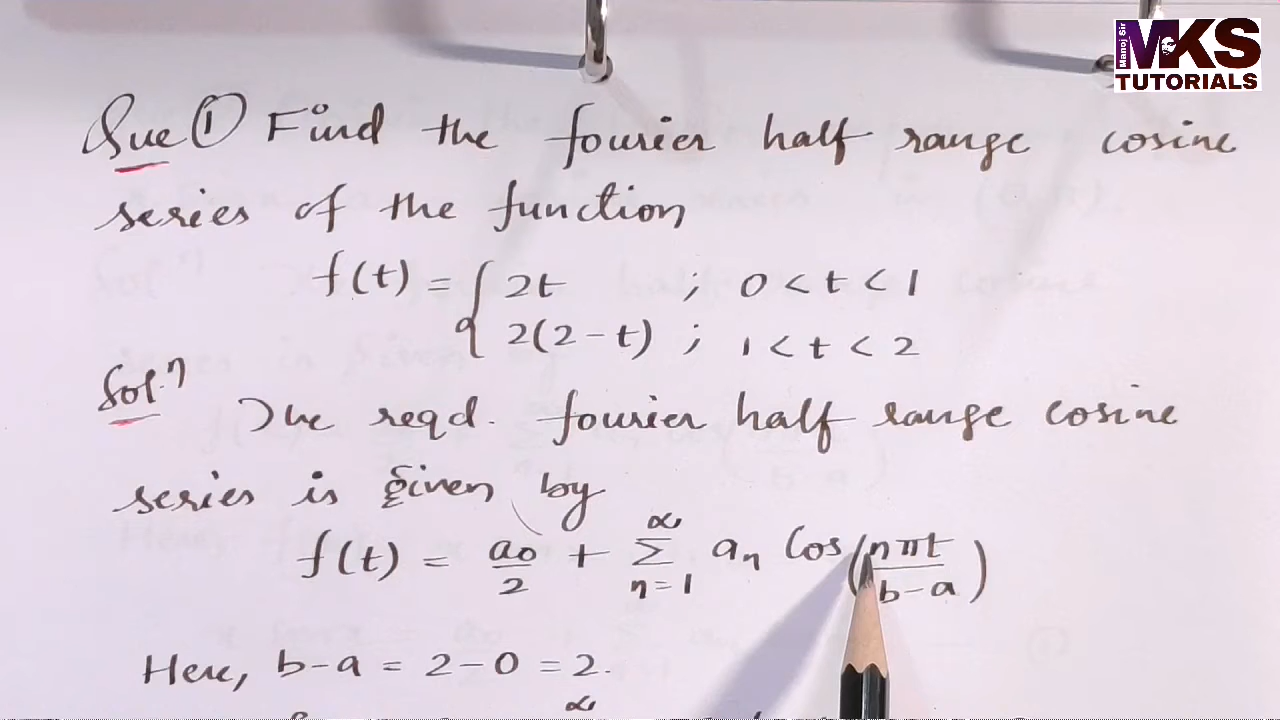 Manoj Sir
MKS
TUTORIALS
Que ① Find the fourier half range cosine
series of the function
f(t) = { 2t ; 0 < t < 1
2(2-t) ; 1 < t < 2
Sol.ⁿ The reqd. fourier half range cosine
series is given by
f(t) = a₀/2 + Σ_{n=1}^{∞} aₙ Cos(nπt/(b-a))
Here, b-a = 2-0 = 2.